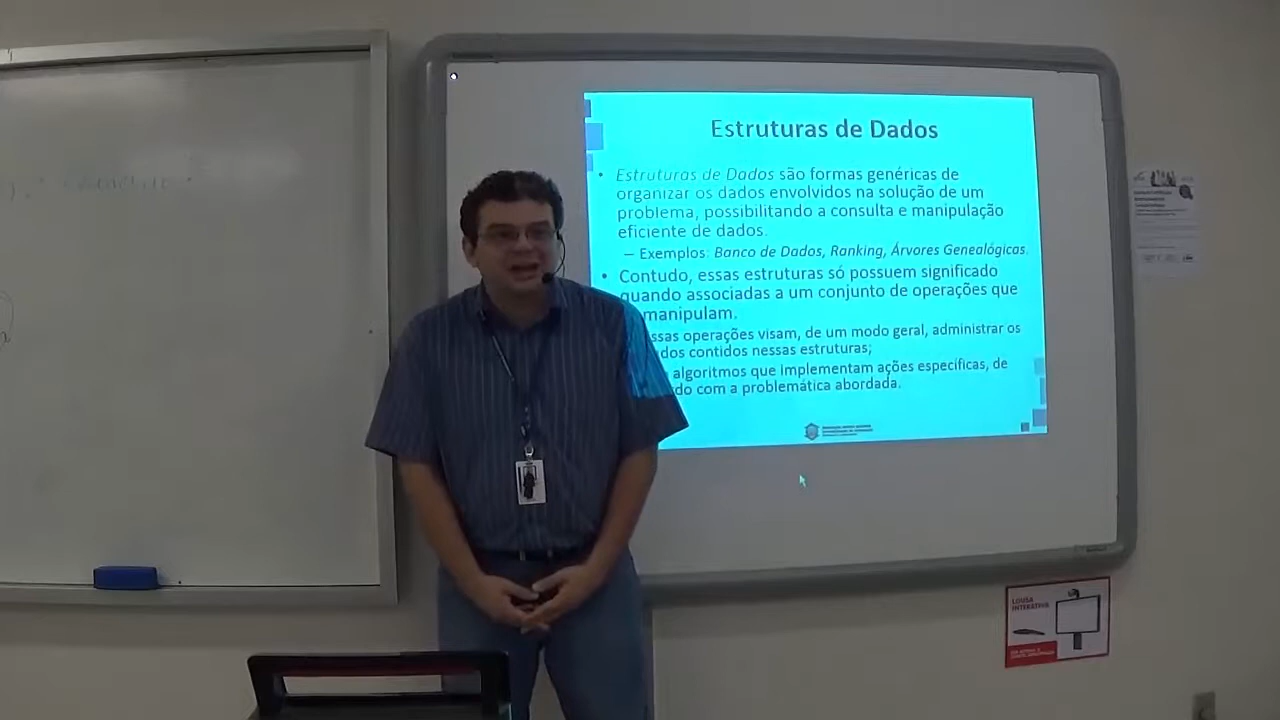 Estruturas de Dados
• Estruturas de Dados são formas genéricas de
organizar os dados envolvidos na solução de um
problema, possibilitando a consulta e manipulação
eficiente de dados.
– Exemplos: Banco de Dados, Ranking, Árvores Genealógicas.
• Contudo, essas estruturas só possuem significado
quando associadas a um conjunto de operações que
manipulam.
ssas operações visam, de um modo geral, administrar os
dos contidos nessas estruturas;
algoritmos que implementam ações específicas, de
do com a problemática abordada.
LOUSA
INTERATIVA